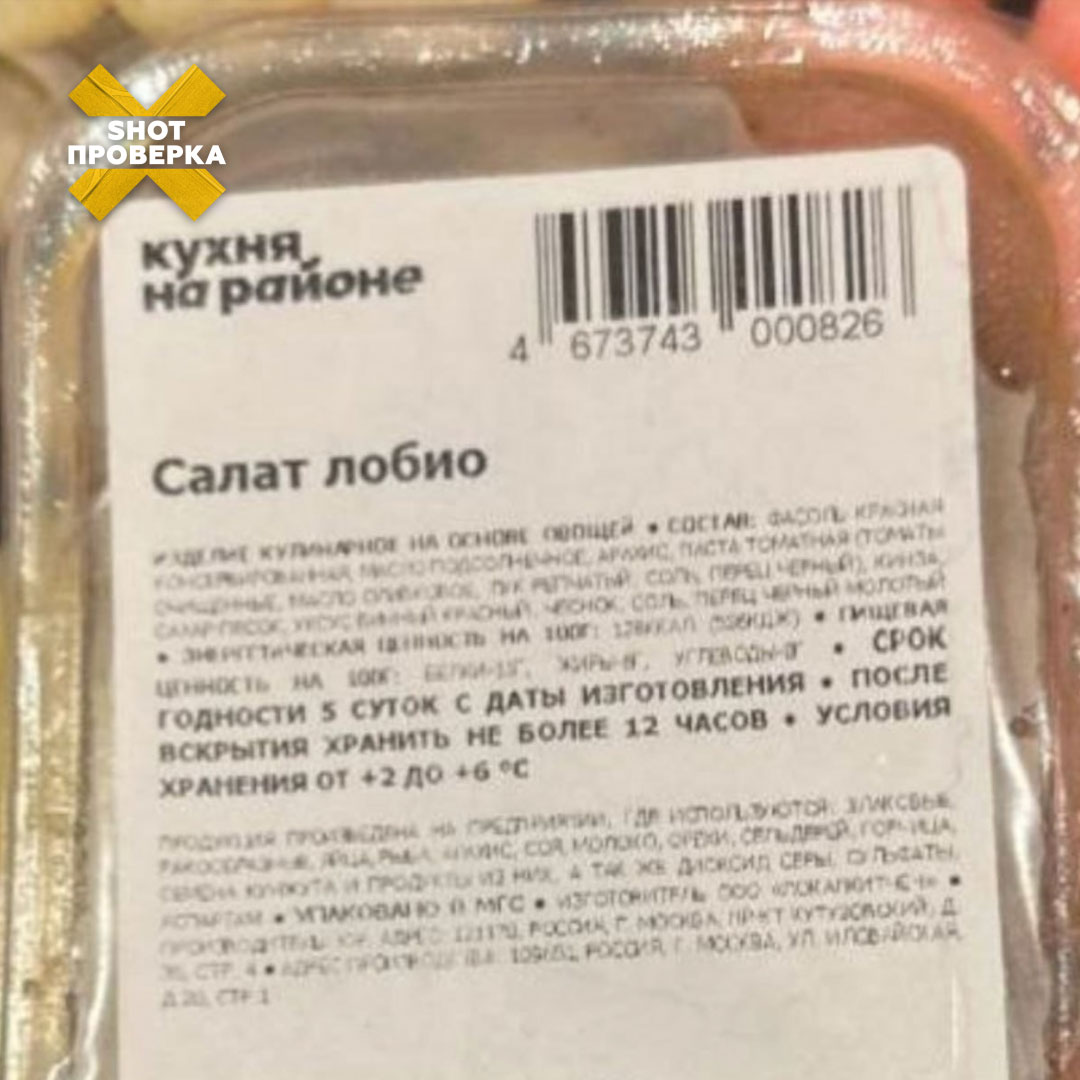 SHOT
ПРОВЕРКА
кухня
на районе
4 673743 000826
Салат лобио
ИЗДЕЛИЕ КУЛИНАРНОЕ НА ОСНОВЕ ОВОЩЕЙ • СОСТАВ: ФАСОЛЬ КРАСНАЯ
КОНСЕРВИРОВАННАЯ, МАСЛО ПОДСОЛНЕЧНОЕ, АРАХИС, ПАСТА ТОМАТНАЯ (ТОМАТЫ
ОЧИЩЕННЫЕ, МАСЛО ОЛИВКОВОЕ, ЛУК РЕПЧАТЫЙ, СОЛЬ, ПЕРЕЦ ЧЕРНЫЙ), КИНЗА,
САХАР-ПЕСОК, УКСУС ВИННЫЙ КРАСНЫЙ, ЧЕСНОК, СОЛЬ, ПЕРЕЦ ЧЕРНЫЙ МОЛОТЫЙ
• ЭНЕРГЕТИЧЕСКАЯ ЦЕННОСТЬ НА 100Г: • ПИЩЕВАЯ
ЦЕННОСТЬ НА 100Г: • СРОК
ГОДНОСТИ 5 СУТОК С ДАТЫ ИЗГОТОВЛЕНИЯ • ПОСЛЕ
ВСКРЫТИЯ ХРАНИТЬ НЕ БОЛЕЕ 12 ЧАСОВ • УСЛОВИЯ
ХРАНЕНИЯ ОТ +2 ДО +6 °С
ПРОДУКЦИЯ ПРОИЗВЕДЕНА НА ПРЕДПРИЯТИИ, ГДЕ ИСПОЛЬЗУЮТСЯ: ЗЛАКОВЫЕ,
РАКООБРАЗНЫЕ, ЯЙЦА, РЫБА, АРАХИС, СОЯ, МОЛОКО, ОРЕХИ, СЕЛЬДЕРЕЙ, ГОРЧИЦА,
СЕМЕНА КУНЖУТА И ПРОДУКТЫ ИЗ НИХ, А ТАК ЖЕ ДИОКСИД СЕРЫ, СУЛЬФАТЫ,
АСПАРТАМ • УПАКОВАНО В МГС • ИЗГОТОВИТЕЛЬ ООО •
ПРОИЗВОДИТЕЛЬ ЮР. АДРЕС: 121170, РОССИЯ, Г. МОСКВА, ПР-КТ КУТУЗОВСКИЙ, Д.
СТР. 4 • АДРЕС ПРОИЗВОДСТВА: РОССИЯ, Г. МОСКВА, УЛ. ИЛОВАЙСКАЯ,
Д.20, СТР 1